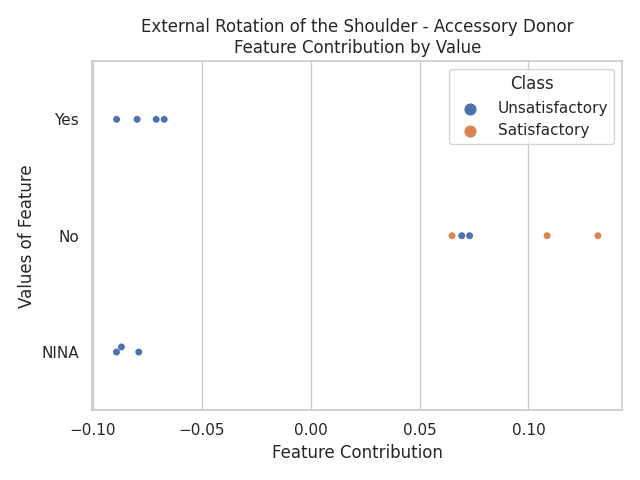 External Rotation of the Shoulder - Accessory Donor
Feature Contribution by Value
Class
Unsatisfactory
Satisfactory
Values of Feature
Yes
No
NINA
−0.10
−0.05
0.00
0.05
0.10
Feature Contribution